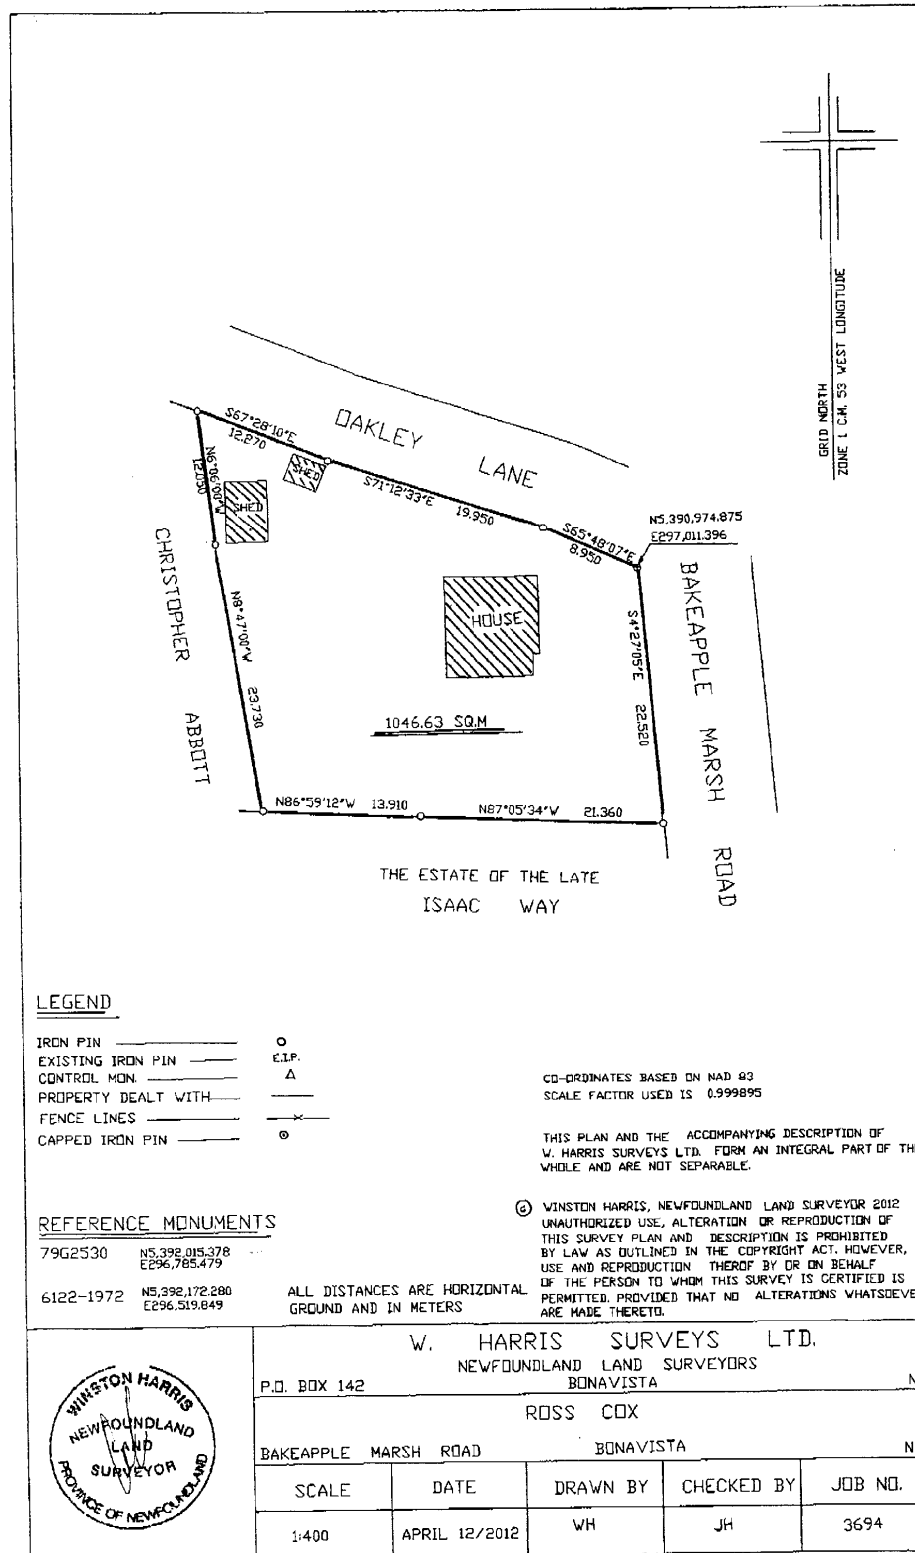 GRID NORTH
ZONE 1 C.M. 53 WEST LONGITUDE
OAKLEY LANE
S67°28'10"E
12.270
S71°12'33"E
19.950
S65°48'07"E
8.950
N5,390,974.875
E297,011.396
N6°06'00"W
12.050
SHED
SHED
HOUSE
S4°27'05"E
22.520
BAKEAPPLE MARSH ROAD
CHRISTOPHER ABBOTT
N8°47'00"W
23.730
1046.63 SQ.M
N86°59'12"W 13.910
N87°05'34"W 21.360
THE ESTATE OF THE LATE
ISAAC WAY
LEGEND
IRON PIN
EXISTING IRON PIN E.I.P.
CONTROL MON.
PROPERTY DEALT WITH
FENCE LINES
CAPPED IRON PIN
CO-ORDINATES BASED ON NAD 83
SCALE FACTOR USED IS 0.999895
THIS PLAN AND THE ACCOMPANYING DESCRIPTION OF
W. HARRIS SURVEYS LTD. FORM AN INTEGRAL PART OF THE
WHOLE AND ARE NOT SEPARABLE.
© WINSTON HARRIS, NEWFOUNDLAND LAND SURVEYOR 2012
UNAUTHORIZED USE, ALTERATION OR REPRODUCTION OF
THIS SURVEY PLAN AND DESCRIPTION IS PROHIBITED
BY LAW AS OUTLINED IN THE COPYRIGHT ACT. HOWEVER,
USE AND REPRODUCTION THEROF BY OR ON BEHALF
OF THE PERSON TO WHOM THIS SURVEY IS CERTIFIED IS
PERMITTED. PROVIDED THAT NO ALTERATIONS WHATSOEVE
ARE MADE THERETO.
REFERENCE MONUMENTS
79G2530 N5,392,015.378
E296,785.479
6122-1972 N5,392,172.280
E296,519.849
ALL DISTANCES ARE HORIZONTAL
GROUND AND IN METERS
WINSTON HARRIS
NEWFOUNDLAND
LAND
SURVEYOR
PROVINCE OF NEWFOUNDLAND
W. HARRIS SURVEYS LTD.
NEWFOUNDLAND LAND SURVEYORS
P.O. BOX 142 BONAVISTA N
ROSS COX
BAKEAPPLE MARSH ROAD BONAVISTA N
SCALE DATE DRAWN BY CHECKED BY JOB NO.
1:400 APRIL 12/2012 WH JH 3694